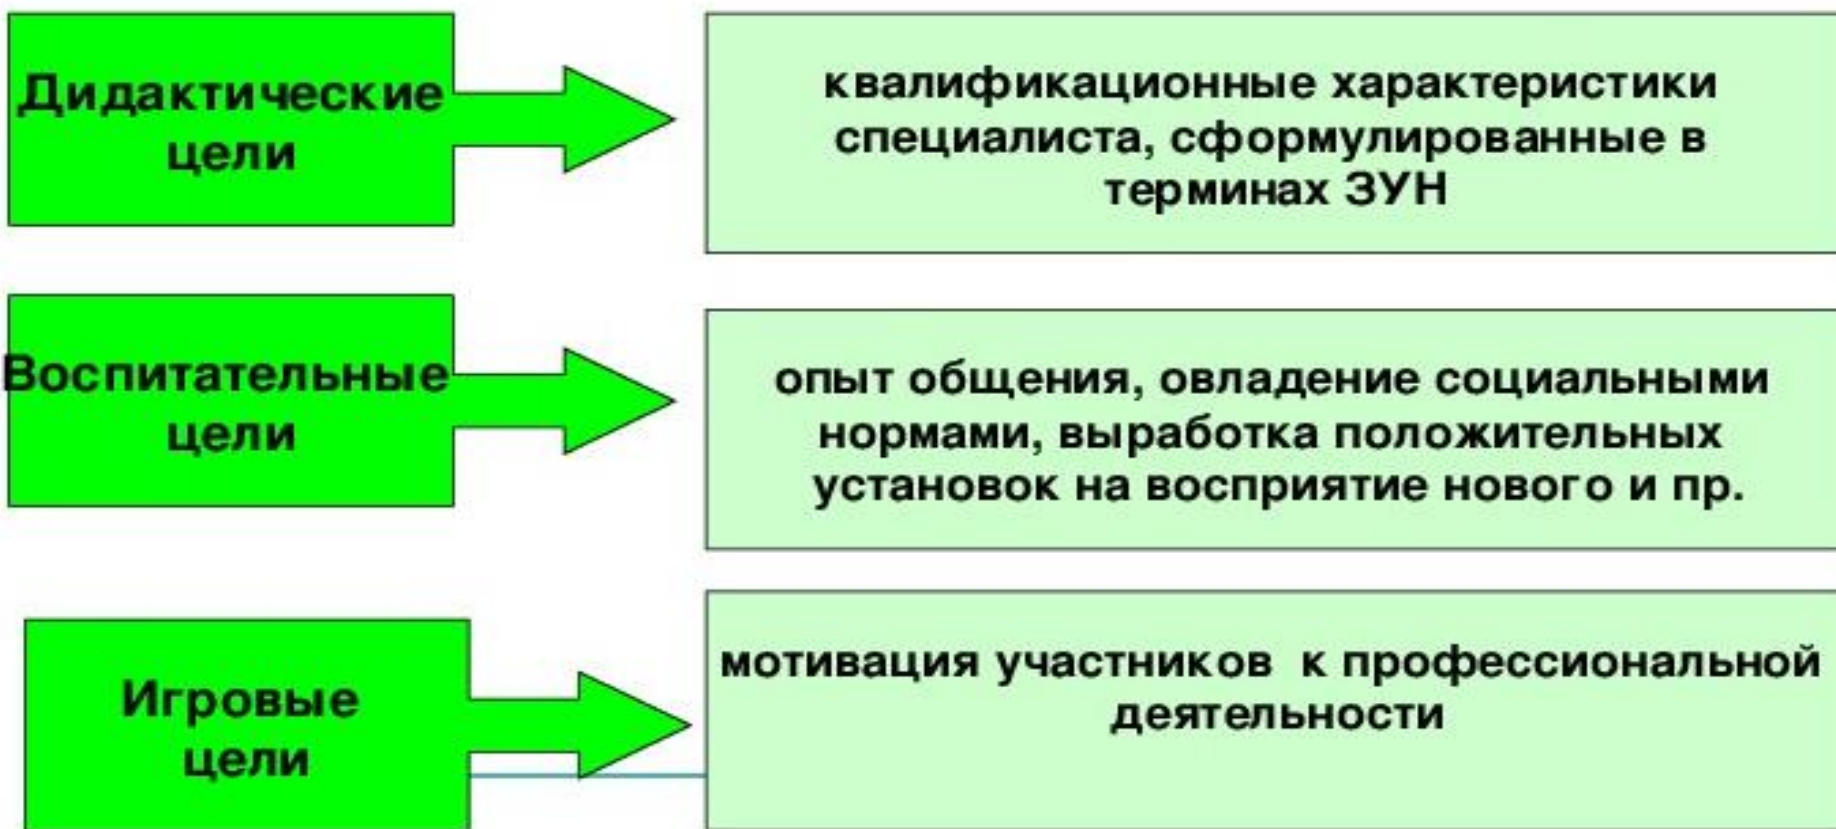 Дидактические
цели
квалификационные характеристики
специалиста, сформулированные в
терминах ЗУН
Воспитательные
цели
опыт общения, овладение социальными
нормами, выработка положительных
установок на восприятие нового и пр.
Игровые
цели
мотивация участников к профессиональной
деятельности